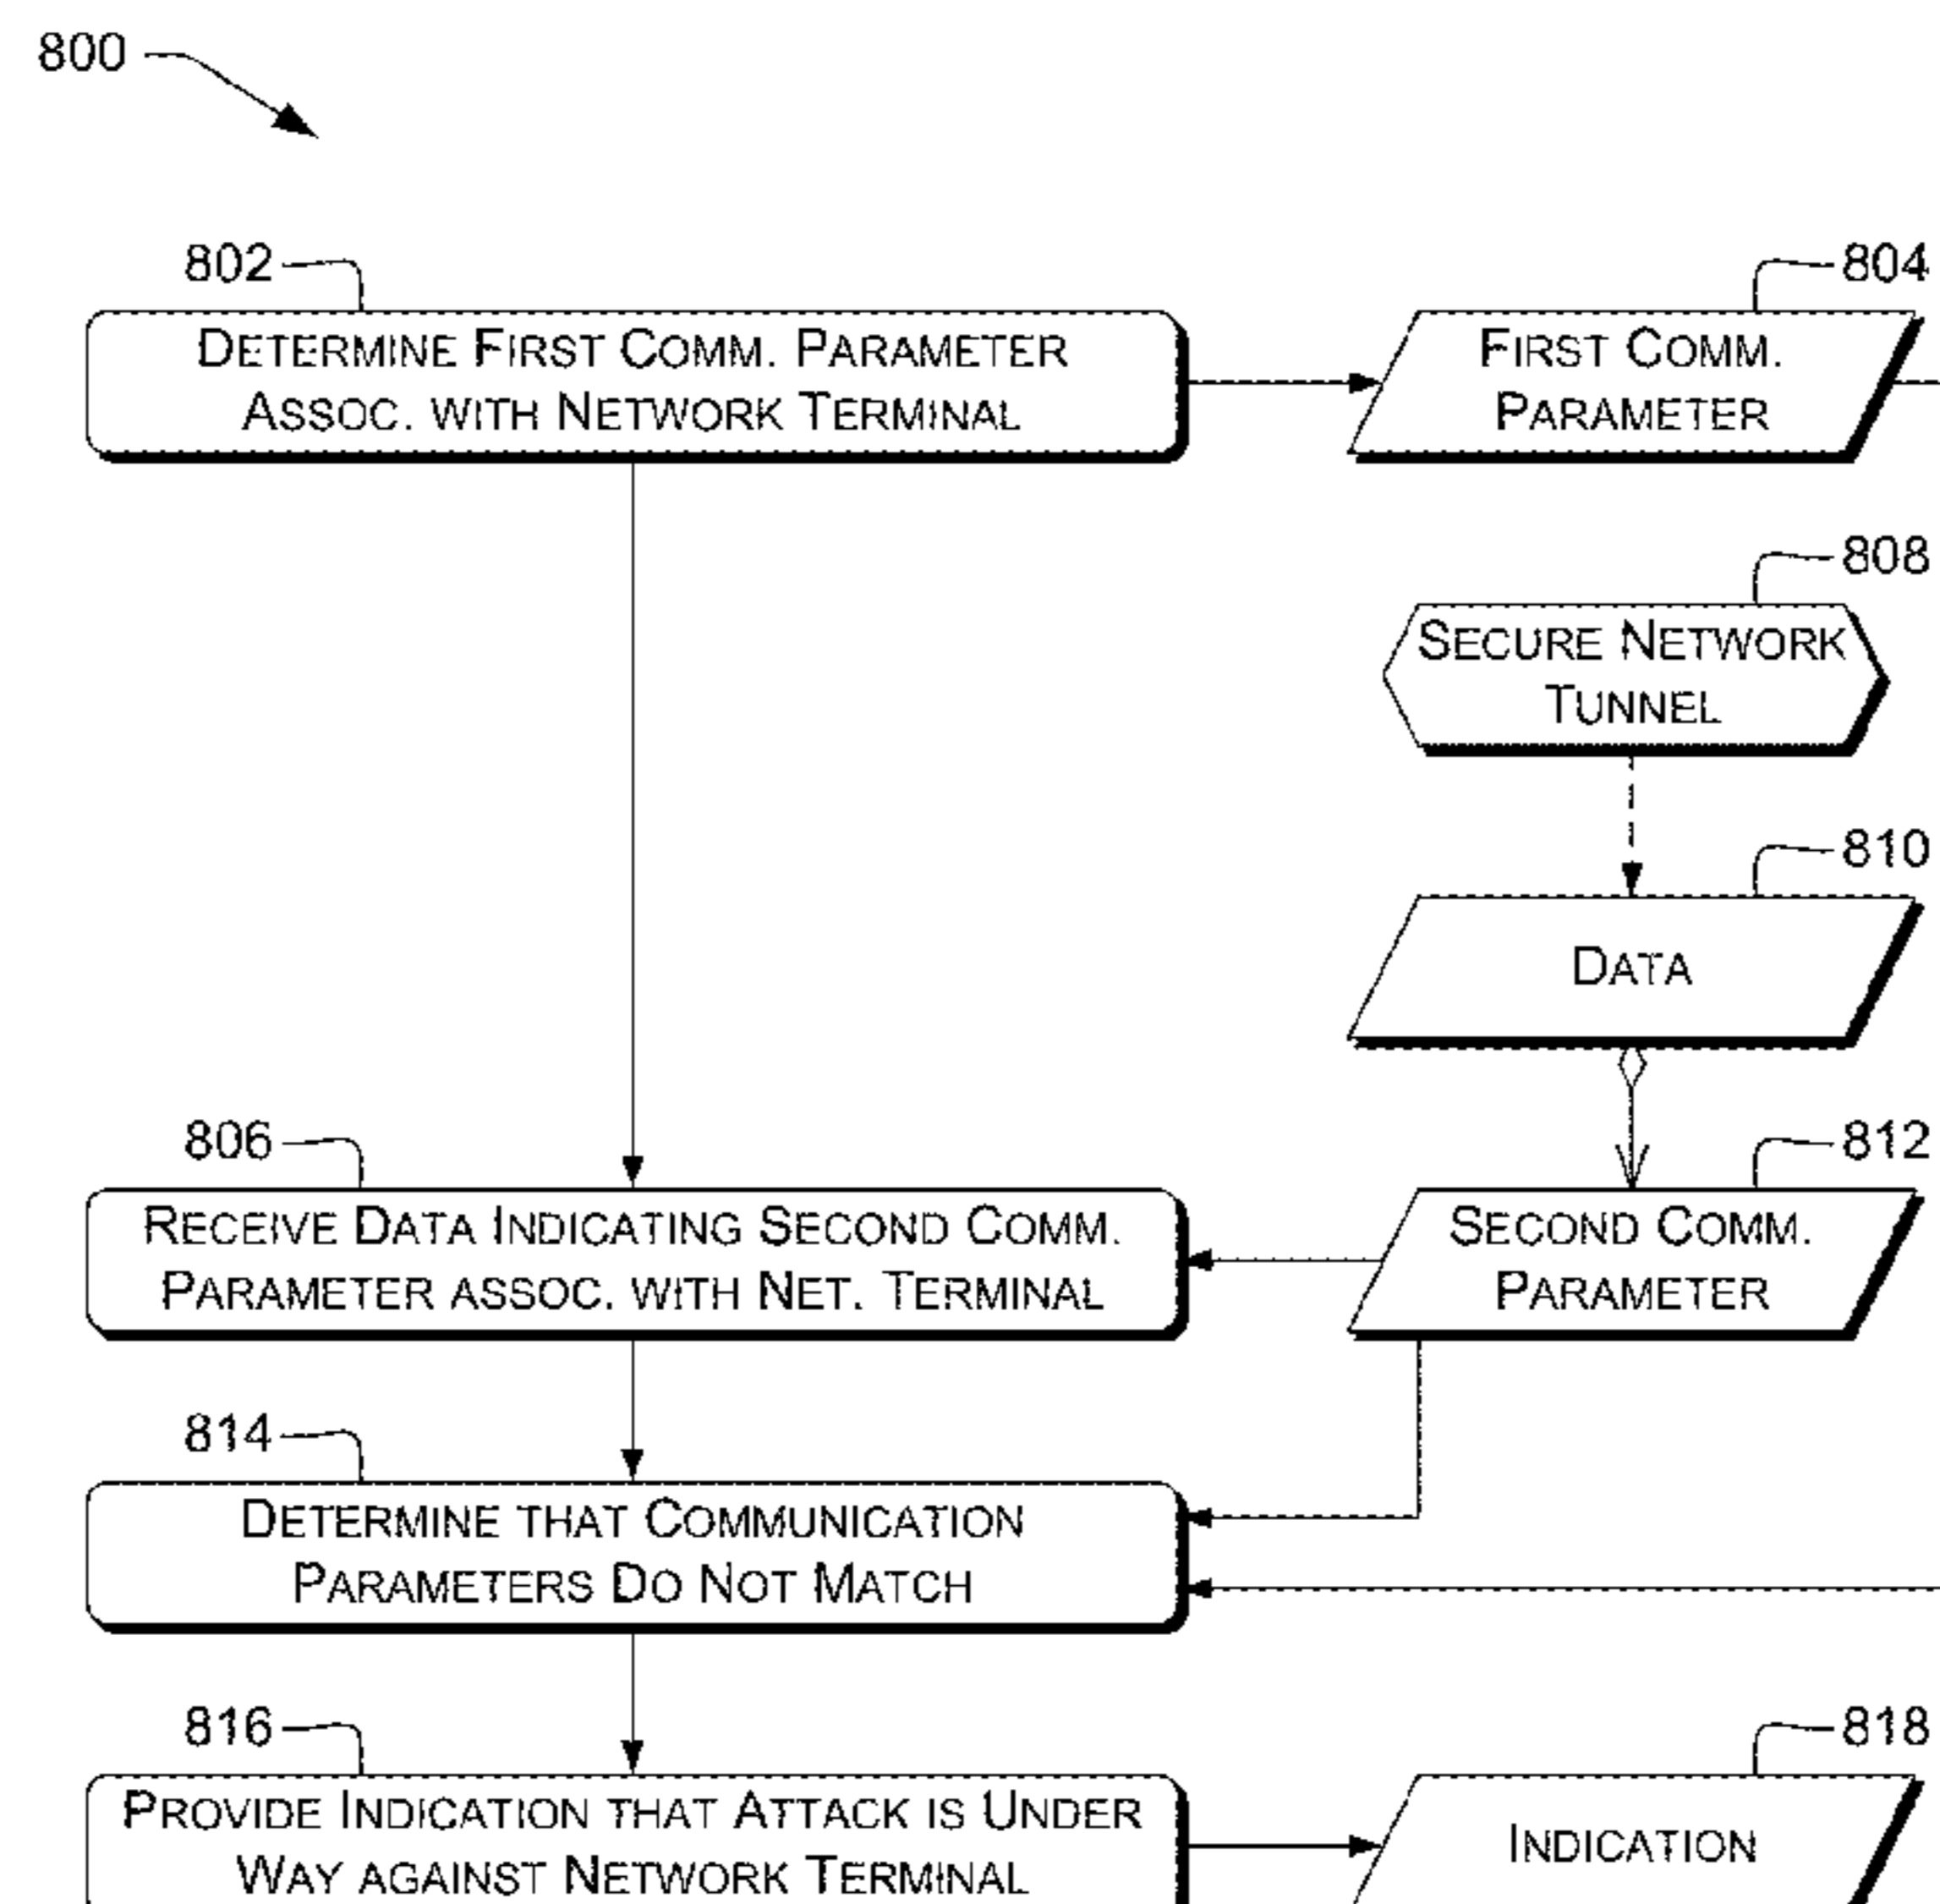 800
802
804
DETERMINE FIRST COMM. PARAMETER
ASSOC. WITH NETWORK TERMINAL
FIRST COMM.
PARAMETER
808
SECURE NETWORK
TUNNEL
810
DATA
806
812
RECEIVE DATA INDICATING SECOND COMM.
PARAMETER ASSOC. WITH NET. TERMINAL
SECOND COMM.
PARAMETER
814
DETERMINE THAT COMMUNICATION
PARAMETERS DO NOT MATCH
816
818
PROVIDE INDICATION THAT ATTACK IS UNDER
WAY AGAINST NETWORK TERMINAL
INDICATION